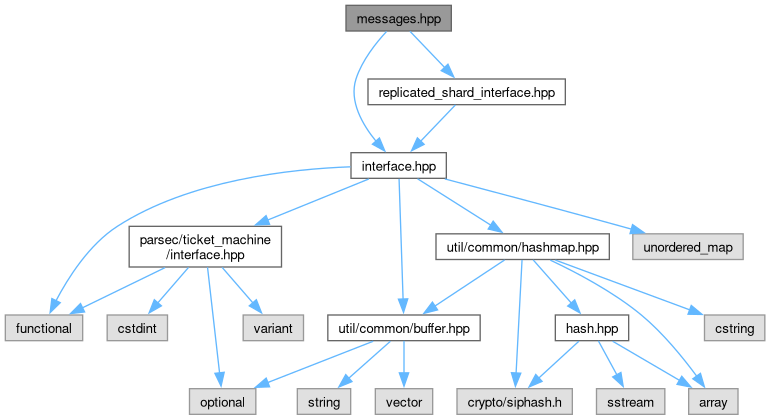 messages.hpp
replicated_shard_interface.hpp
interface.hpp
parsec/ticket_machine
/interface.hpp
util/common/hashmap.hpp
unordered_map
functional
cstdint
variant
util/common/buffer.hpp
hash.hpp
cstring
optional
string
vector
crypto/siphash.h
sstream
array